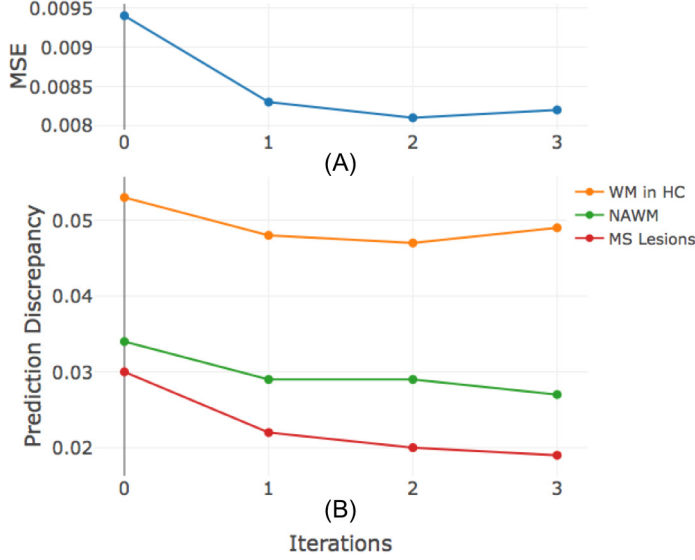 MSE
0.0095
0.009
0.0085
0.008
0 1 2 3
(A)
Prediction Discrepancy
0.05
0.04
0.03
0.02
WM in HC
NAWM
MS Lesions
0 1 2 3
(B)
Iterations